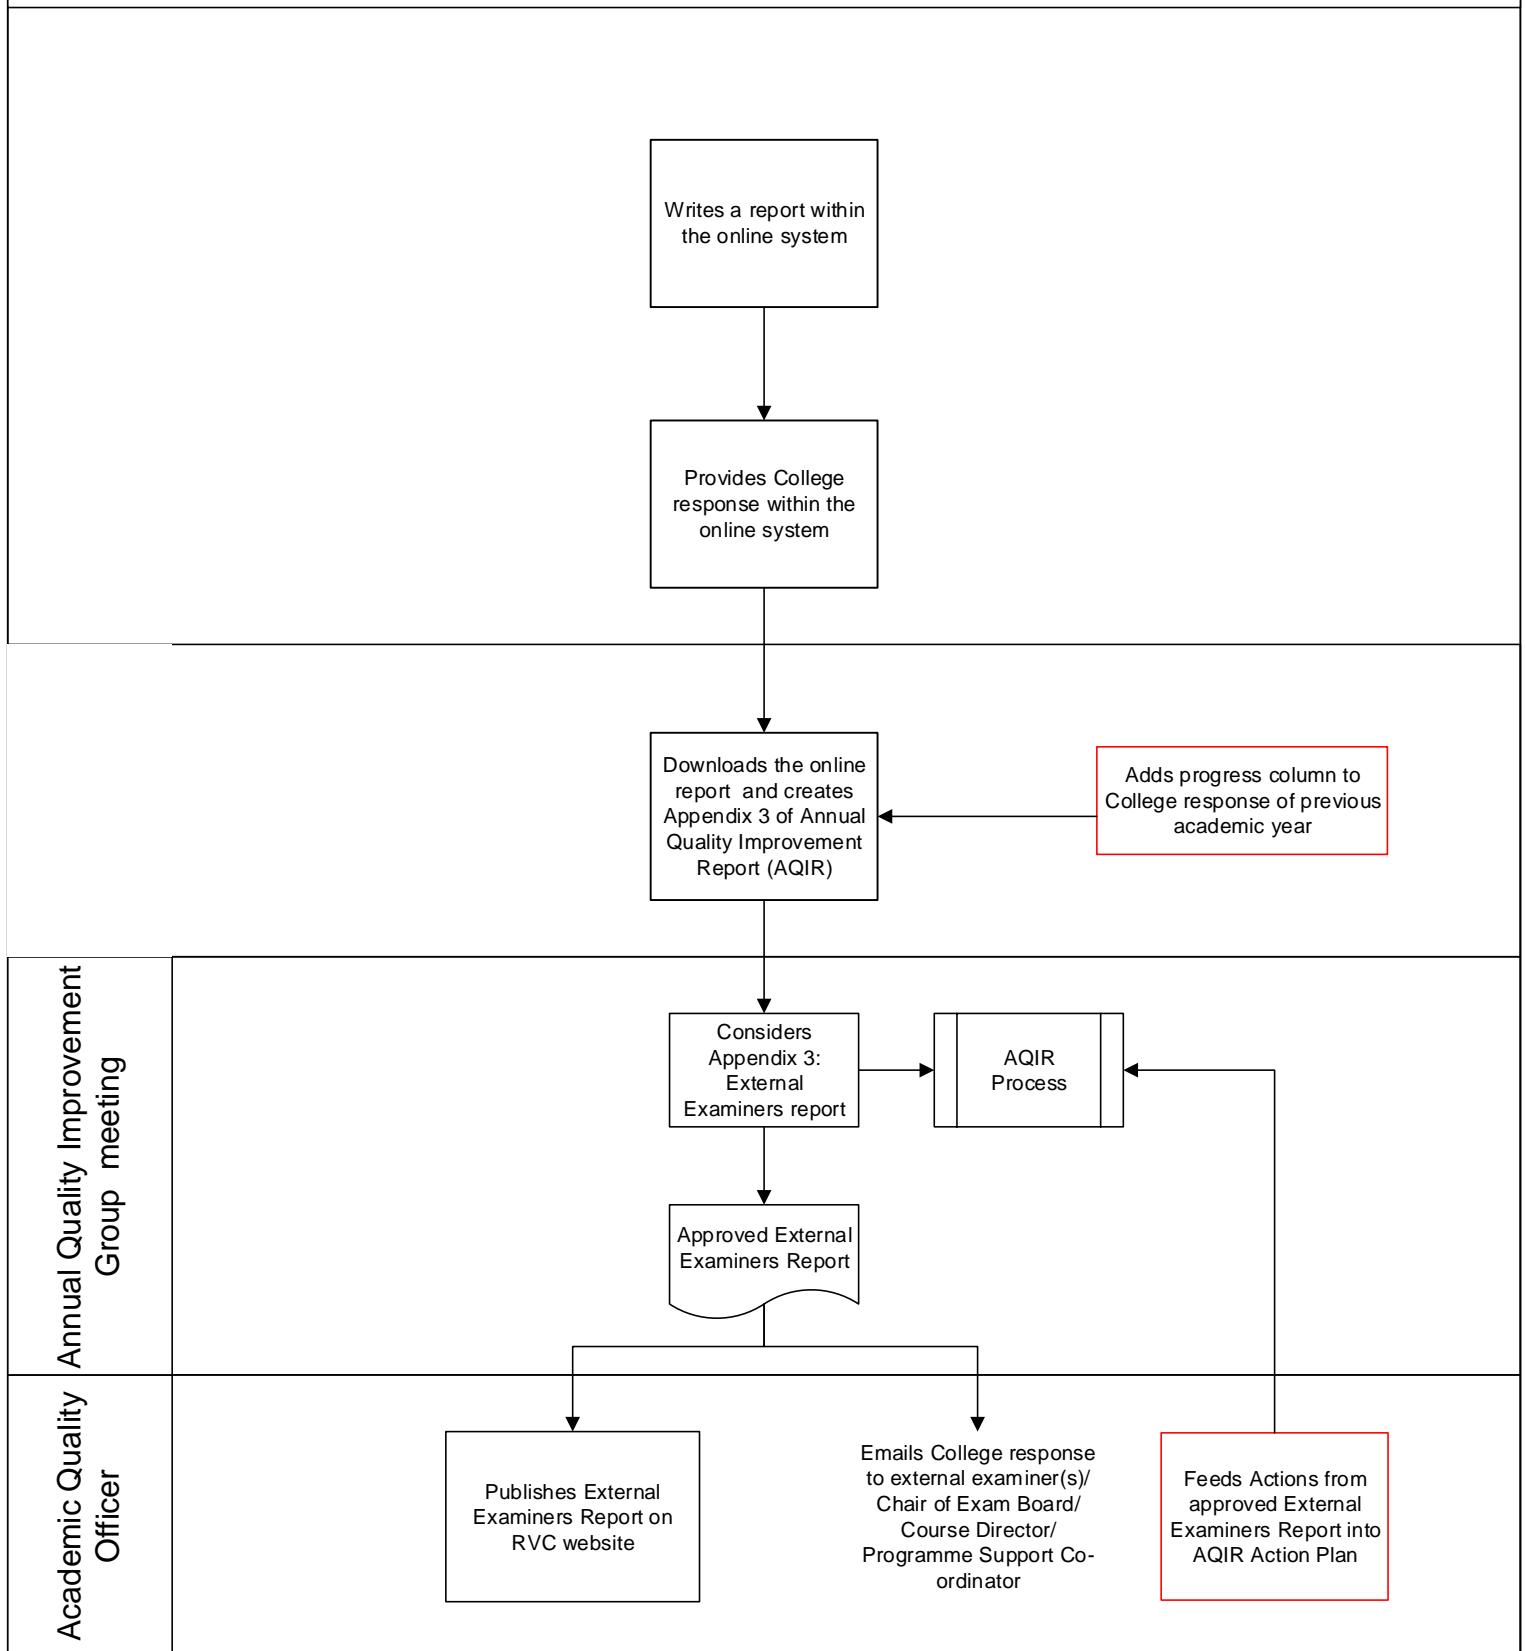 Writes a report within
the online system
Provides College
response within the
online system
Downloads the online
report and creates
Appendix 3 of Annual
Quality Improvement
Report (AQIR)
Adds progress column to
College response of previous
academic year
Annual Quality Improvement
Group meeting
Considers
Appendix 3:
External
Examiners report
AQIR
Process
Approved External
Examiners Report
Academic Quality
Officer
Publishes External
Examiners Report on
RVC website
Emails College response
to external examiner(s)/
Chair of Exam Board/
Course Director/
Programme Support Co-
ordinator
Feeds Actions from
approved External
Examiners Report into
AQIR Action Plan